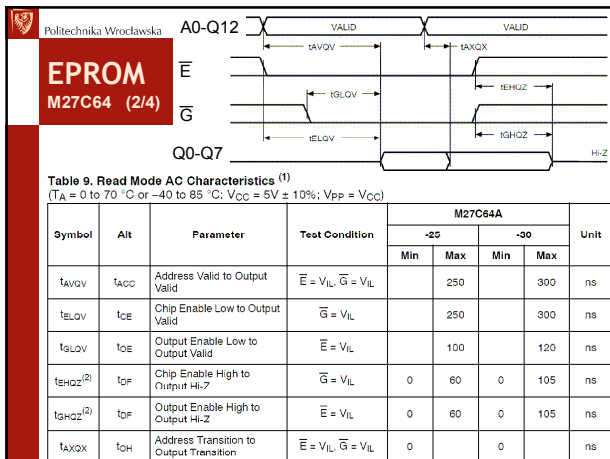 Politechnika Wrocławska
EPROM
M27C64 (2/4)
A0-Q12
VALID
VALID
tAVQV
tAXQX
E
tGLQV
tEHQZ
G
tELQV
tGHQZ
Q0-Q7
Hi-Z
Table 9. Read Mode AC Characteristics (1)
(TA = 0 to 70 °C or –40 to 85 °C; VCC = 5V ± 10%; VPP = VCC)
Symbol Alt Parameter Test Condition M27C64A Unit
-25 -30
Min Max Min Max
tAVQV tACC Address Valid to Output Valid E = VIL, G = VIL 250 300 ns
tELQV tCE Chip Enable Low to Output Valid G = VIL 250 300 ns
tGLQV tOE Output Enable Low to Output Valid E = VIL 100 120 ns
tEHQZ(2) tDF Chip Enable High to Output Hi-Z G = VIL 0 60 0 105 ns
tGHQZ(2) tDF Output Enable High to Output Hi-Z E = VIL 0 60 0 105 ns
tAXQX tOH Address Transition to Output Transition E = VIL, G = VIL 0 0 ns